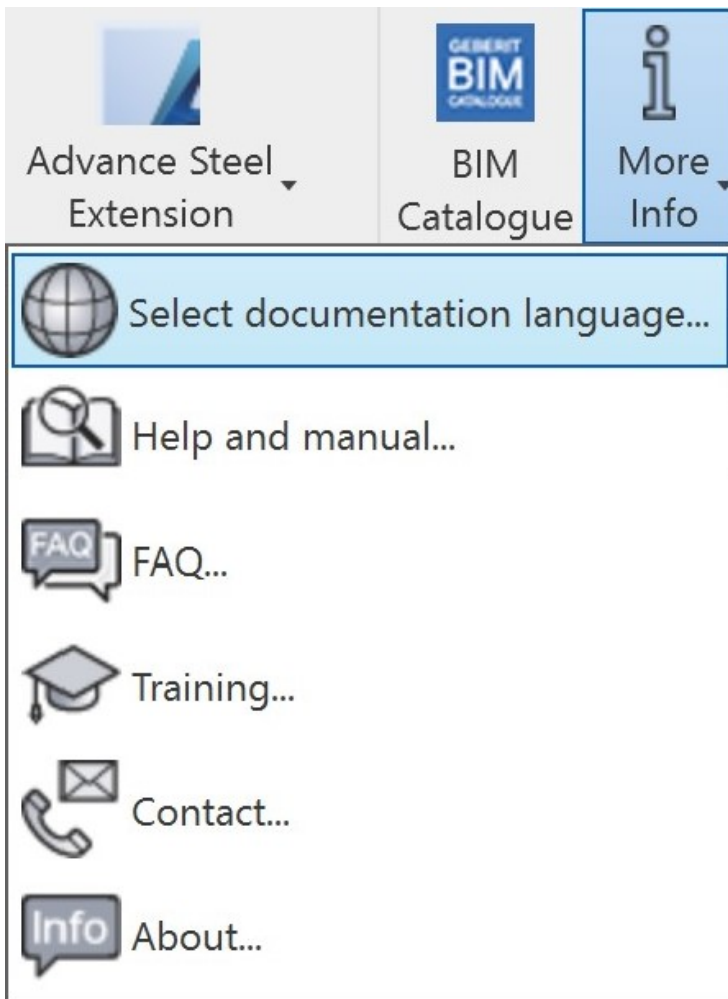 GEBERIT
BIM
CATALOGUE
Advance Steel
Extension
BIM
Catalogue
More
Info
Select documentation language...
Help and manual...
FAQ
FAQ...
Training...
Contact...
Info
About...